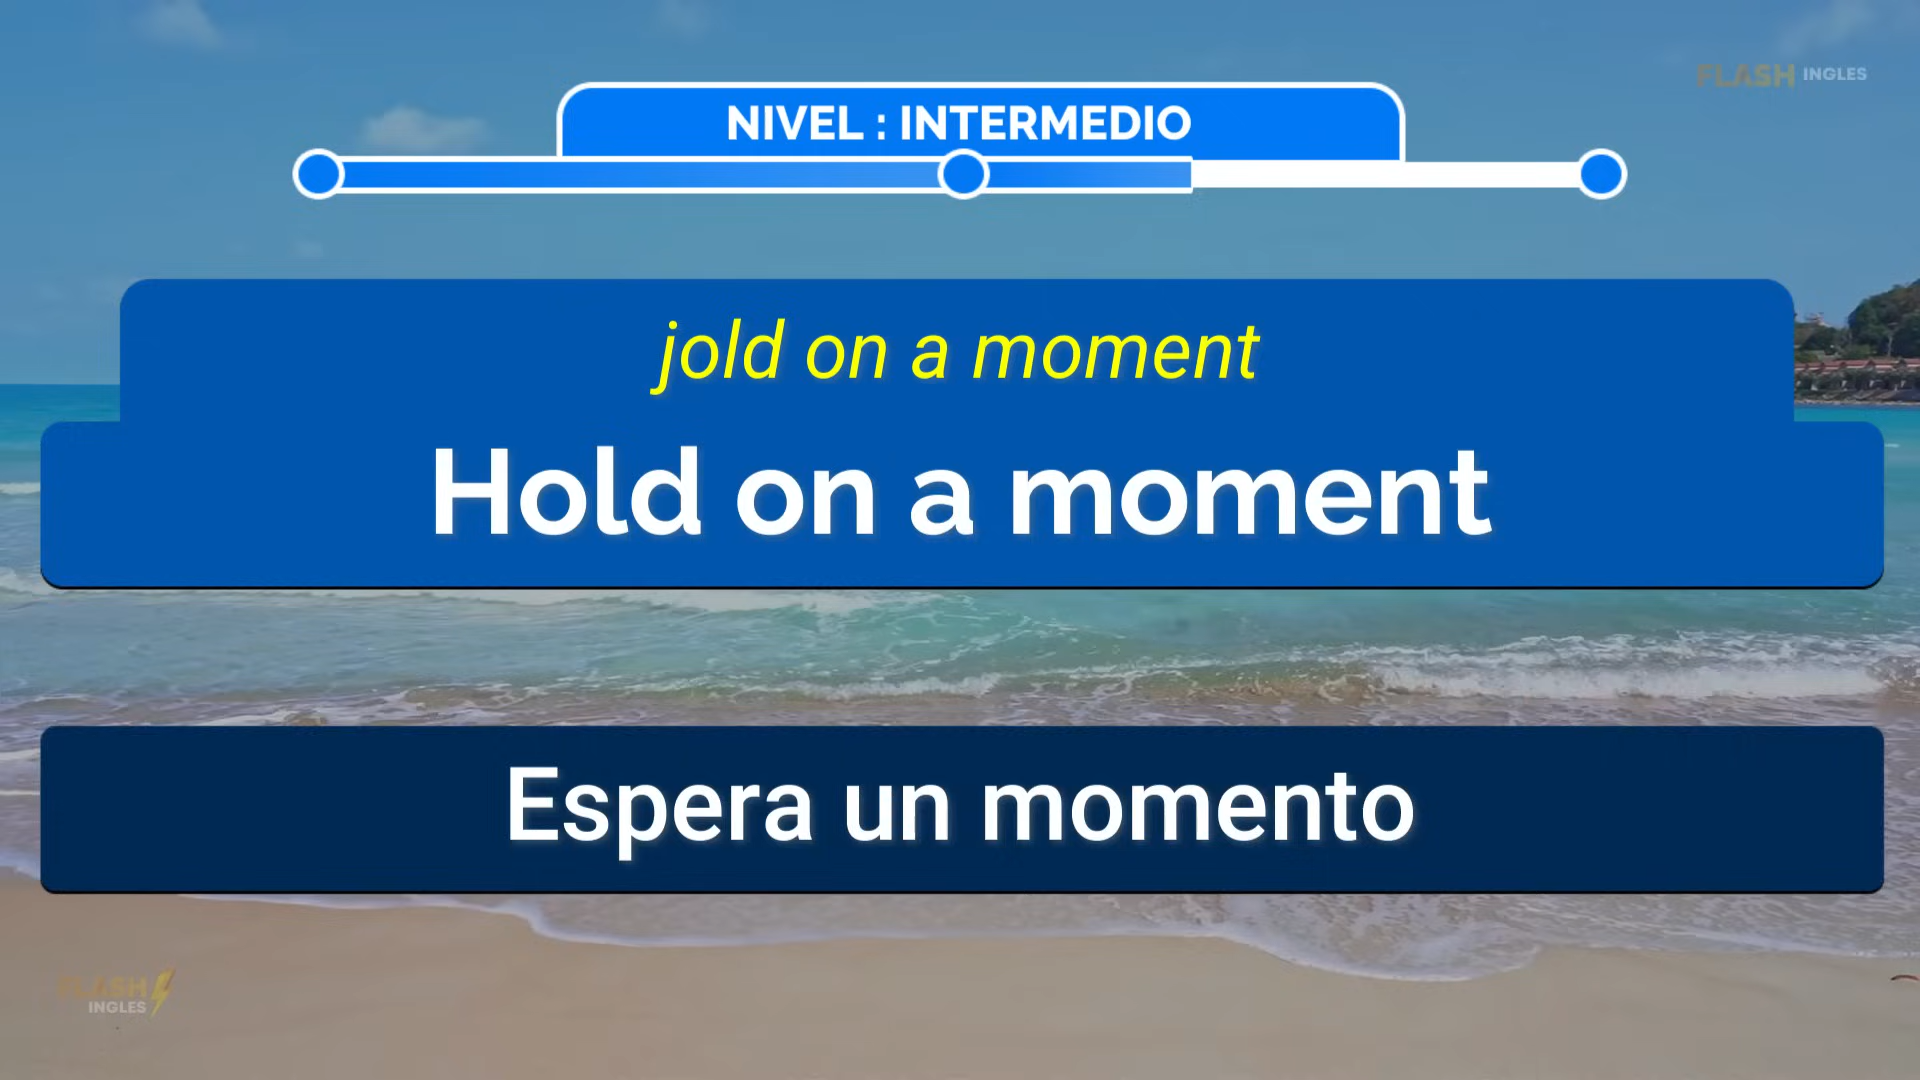 FLASH INGLES
NIVEL : INTERMEDIO
jold on a moment
Hold on a moment
Espera un momento
FLASH
INGLES